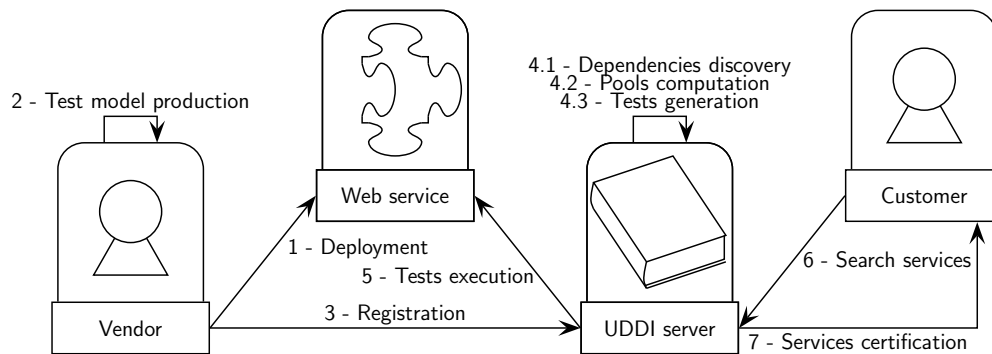 4.1 - Dependencies discovery
4.2 - Pools computation
4.3 - Tests generation
2 - Test model production
Web service
Customer
1 - Deployment
5 - Tests execution
6 - Search services
3 - Registration
Vendor
UDDI server
7 - Services certification